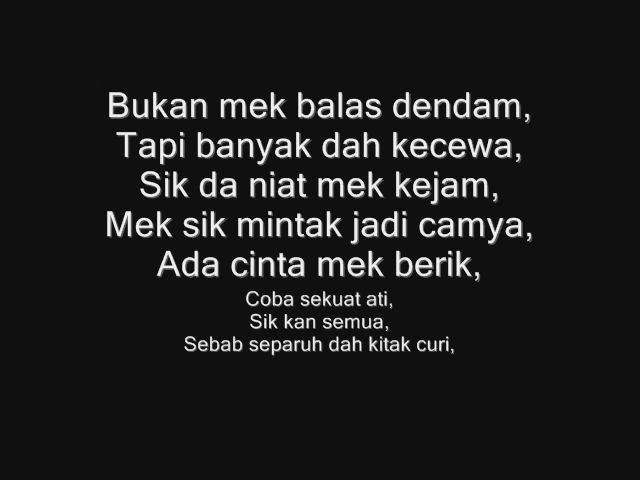 Bukan mek balas dendam,
Tapi banyak dah kecewa,
Sik da niat mek kejam,
Mek sik mintak jadi camya,
Ada cinta mek berik,
Coba sekuat ati,
Sik kan semua,
Sebab separuh dah kitak curi,